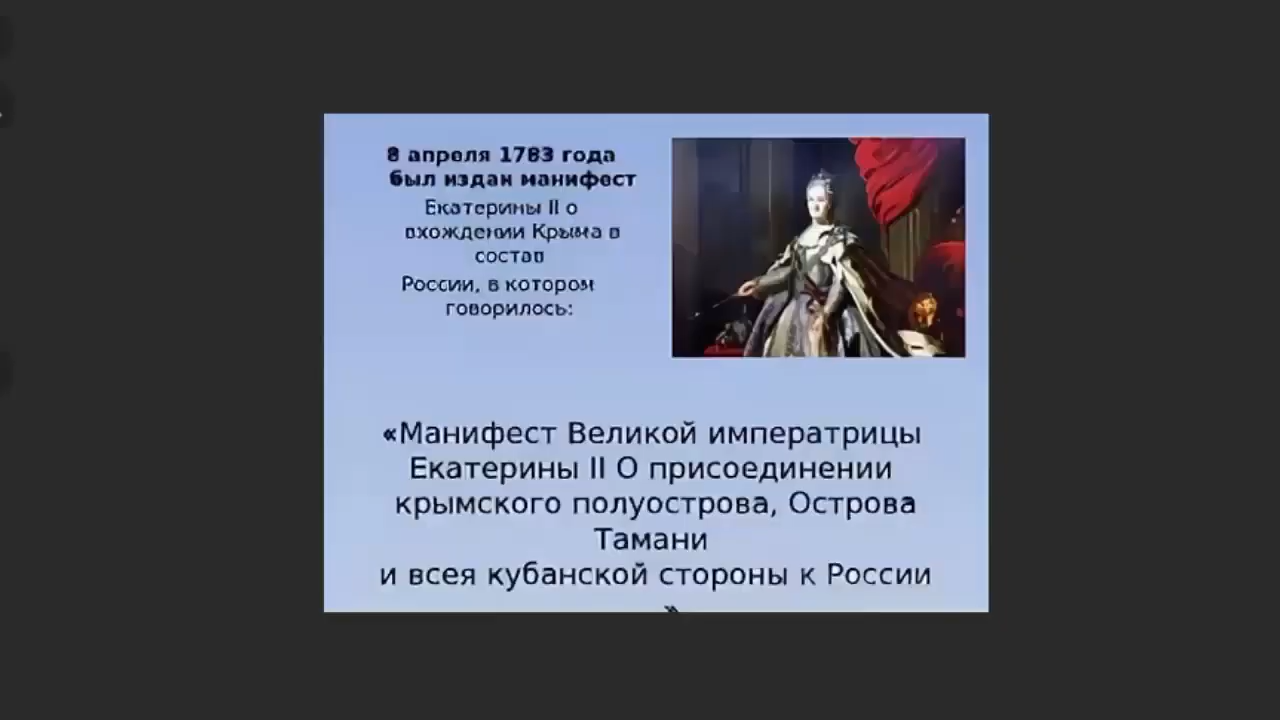 8 апреля 1783 года
был издан манифест
Екатерины II о
вхождении Крыма в
состав
России, в котором
говорилось:
«Манифест Великой императрицы
Екатерины II О присоединении
крымского полуострова, Острова
Тамани
и всея кубанской стороны к России
»